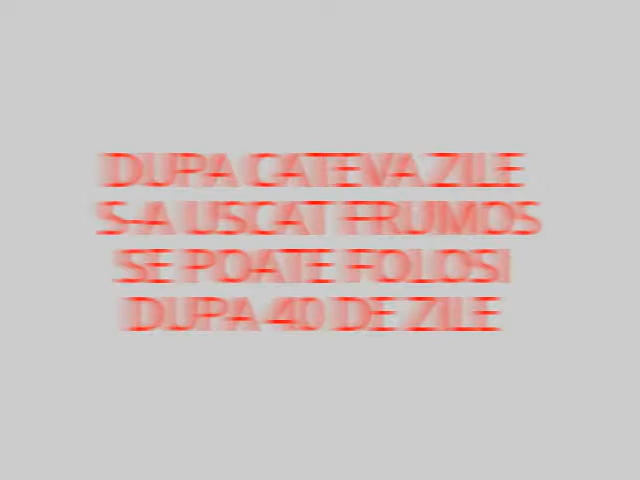 DUPA CATEVA ZILE
S-A USCAT FRUMOS
SE POATE FOLOSI
DUPA 40 DE ZILE